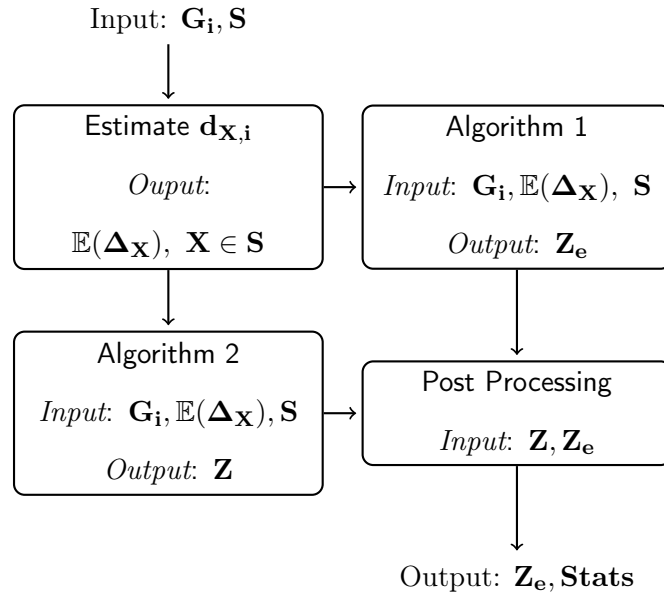 Input: G_i, S
Estimate d_{X,i}
Ouput:
𝔼(Δ_X), X ∈ S
Algorithm 1
Input: G_i, 𝔼(Δ_X), S
Output: Z_e
Algorithm 2
Input: G_i, 𝔼(Δ_X), S
Output: Z
Post Processing
Input: Z, Z_e
Output: Z_e, Stats